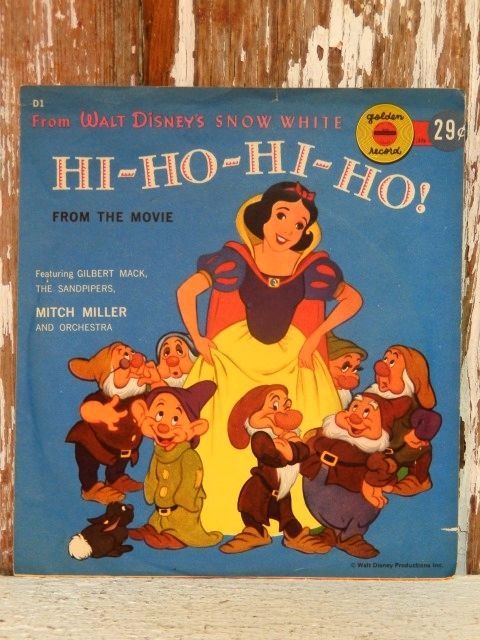 D1
From WALT DISNEY'S SNOW WHITE
golden
record
29¢
HI-HO-HI-HO!
FROM THE MOVIE
Featuring GILBERT MACK,
THE SANDPIPERS,
MITCH MILLER
AND ORCHESTRA
© Walt Disney Productions Inc.